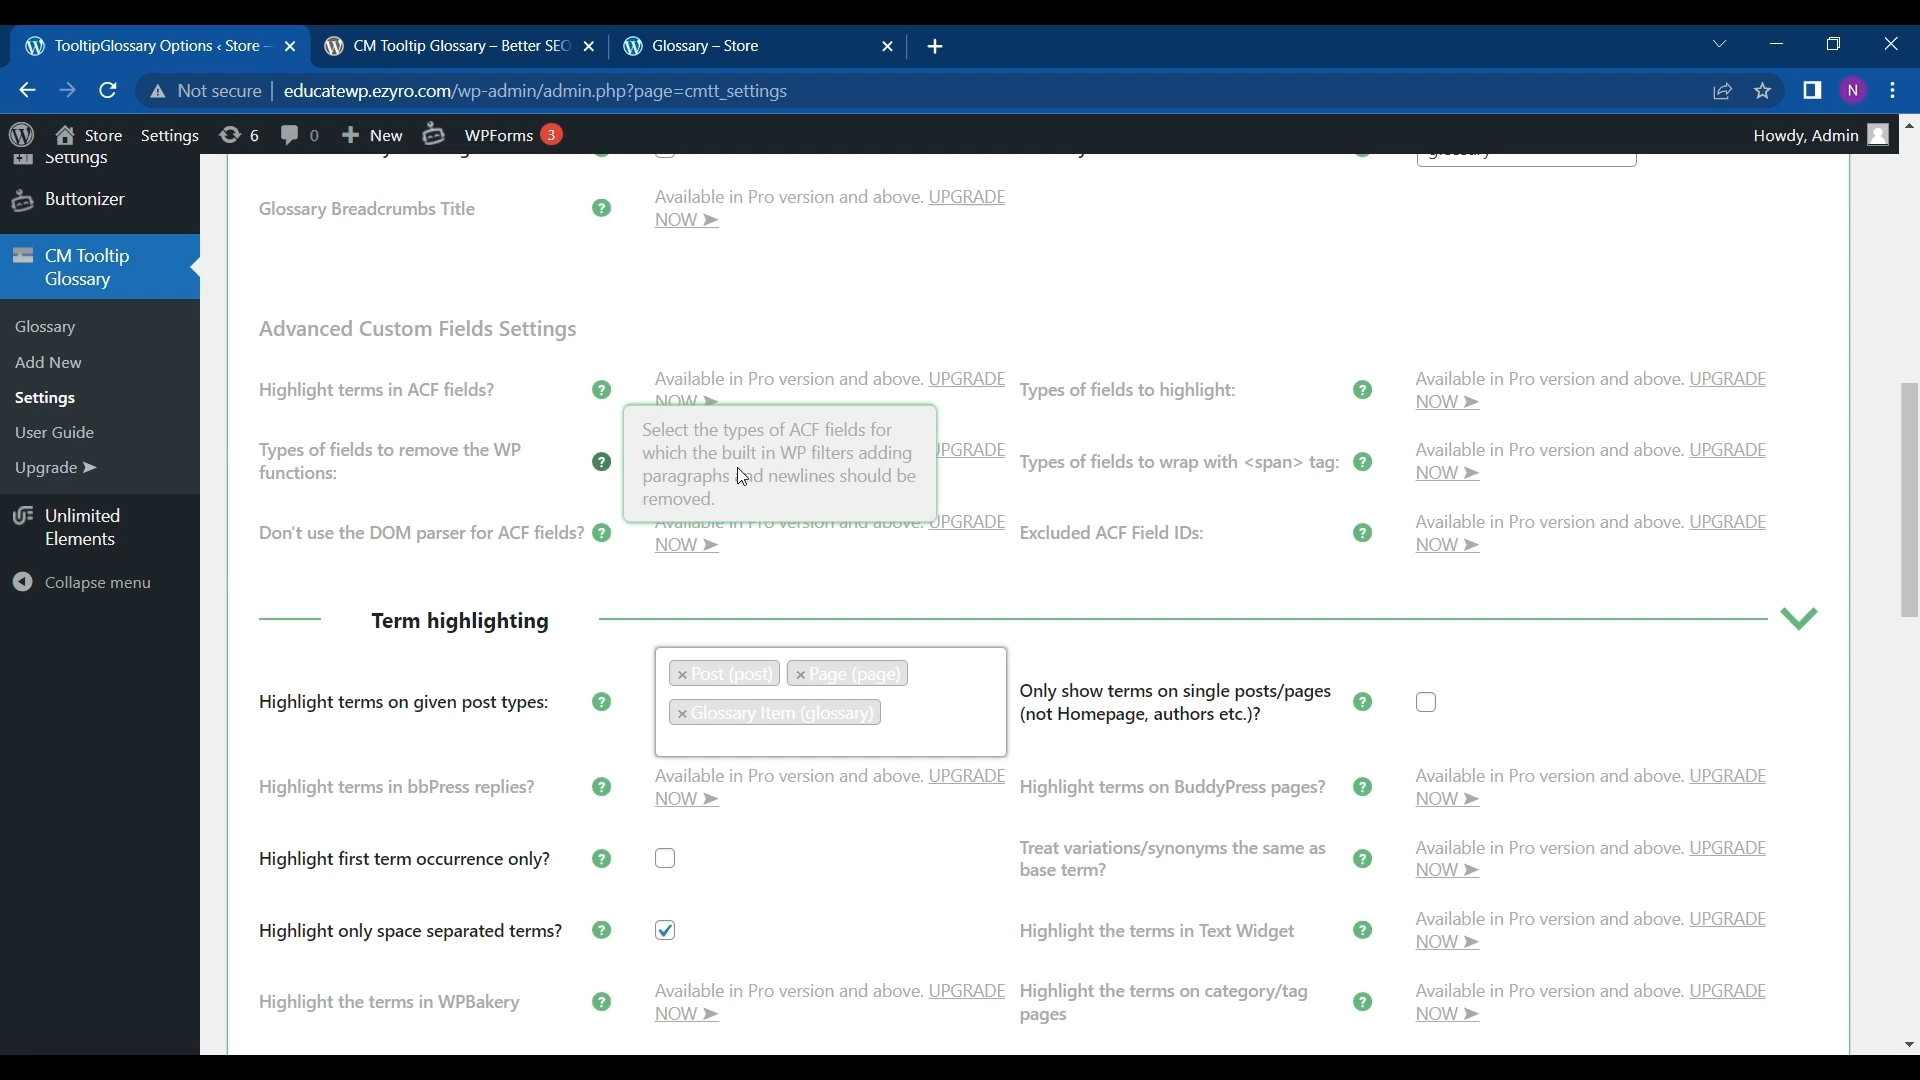 TooltipGlossary Options ‹ Store –
CM Tooltip Glossary – Better SEO
Glossary – Store
Not secure
educatewp.ezyro.com/wp-admin/admin.php?page=cmtt_settings
N
Store
Settings
6
0
New
WPForms
3
Howdy, Admin
Settings
Buttonizer
CM Tooltip
Glossary
Glossary
Add New
Settings
User Guide
Upgrade ➤
Unlimited
Elements
Collapse menu
glossary
Glossary Breadcrumbs Title
?
Available in Pro version and above. UPGRADE
NOW ➤
Advanced Custom Fields Settings
Highlight terms in ACF fields?
?
Available in Pro version and above. UPGRADE
NOW ➤
Types of fields to highlight:
?
Available in Pro version and above. UPGRADE
NOW ➤
Types of fields to remove the WP
functions:
?
Select the types of ACF fields for
which the built in WP filters adding
paragraphs and newlines should be
removed.
UPGRADE
Types of fields to wrap with <span> tag:
?
Available in Pro version and above. UPGRADE
NOW ➤
Don't use the DOM parser for ACF fields?
?
Available in Pro version and above. UPGRADE
NOW ➤
Excluded ACF Field IDs:
?
Available in Pro version and above. UPGRADE
NOW ➤
Term highlighting
Highlight terms on given post types:
?
× Post (post)
× Page (page)
× Glossary Item (glossary)
Only show terms on single posts/pages
(not Homepage, authors etc.)?
?
Highlight terms in bbPress replies?
?
Available in Pro version and above. UPGRADE
NOW ➤
Highlight terms on BuddyPress pages?
?
Available in Pro version and above. UPGRADE
NOW ➤
Highlight first term occurrence only?
?
Treat variations/synonyms the same as
base term?
?
Available in Pro version and above. UPGRADE
NOW ➤
Highlight only space separated terms?
?
Highlight the terms in Text Widget
?
Available in Pro version and above. UPGRADE
NOW ➤
Highlight the terms in WPBakery
?
Available in Pro version and above. UPGRADE
NOW ➤
Highlight the terms on category/tag
pages
?
Available in Pro version and above. UPGRADE
NOW ➤